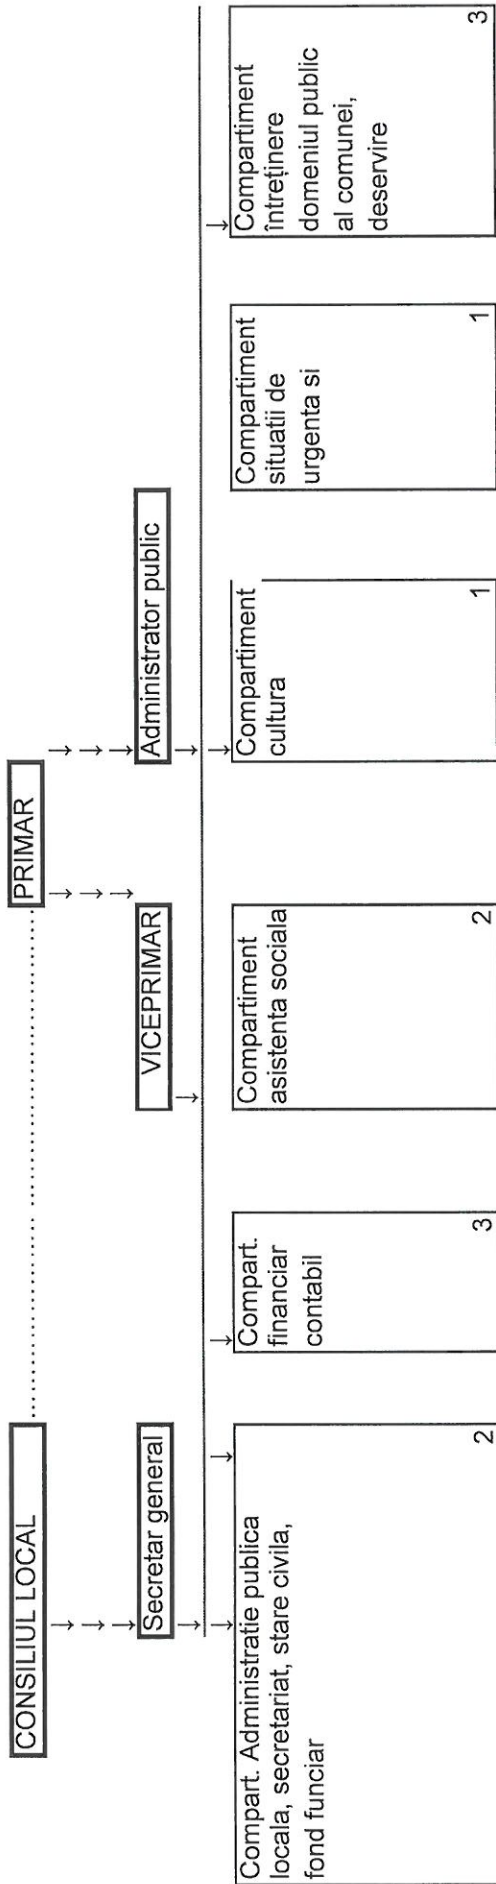 CONSILIUL LOCAL
PRIMAR
Secretar general
VICEPRIMAR
Administrator public
Compart. Administratie publica
locala, secretariat, stare civila,
fond funciar
2
Compart.
financiar
contabil
3
Compartiment
asistenta sociala
2
Compartiment
cultura
1
Compartiment
situatii de
urgenta si
1
Compartiment
întreținere
domeniul public
al comunei,
deservire
3